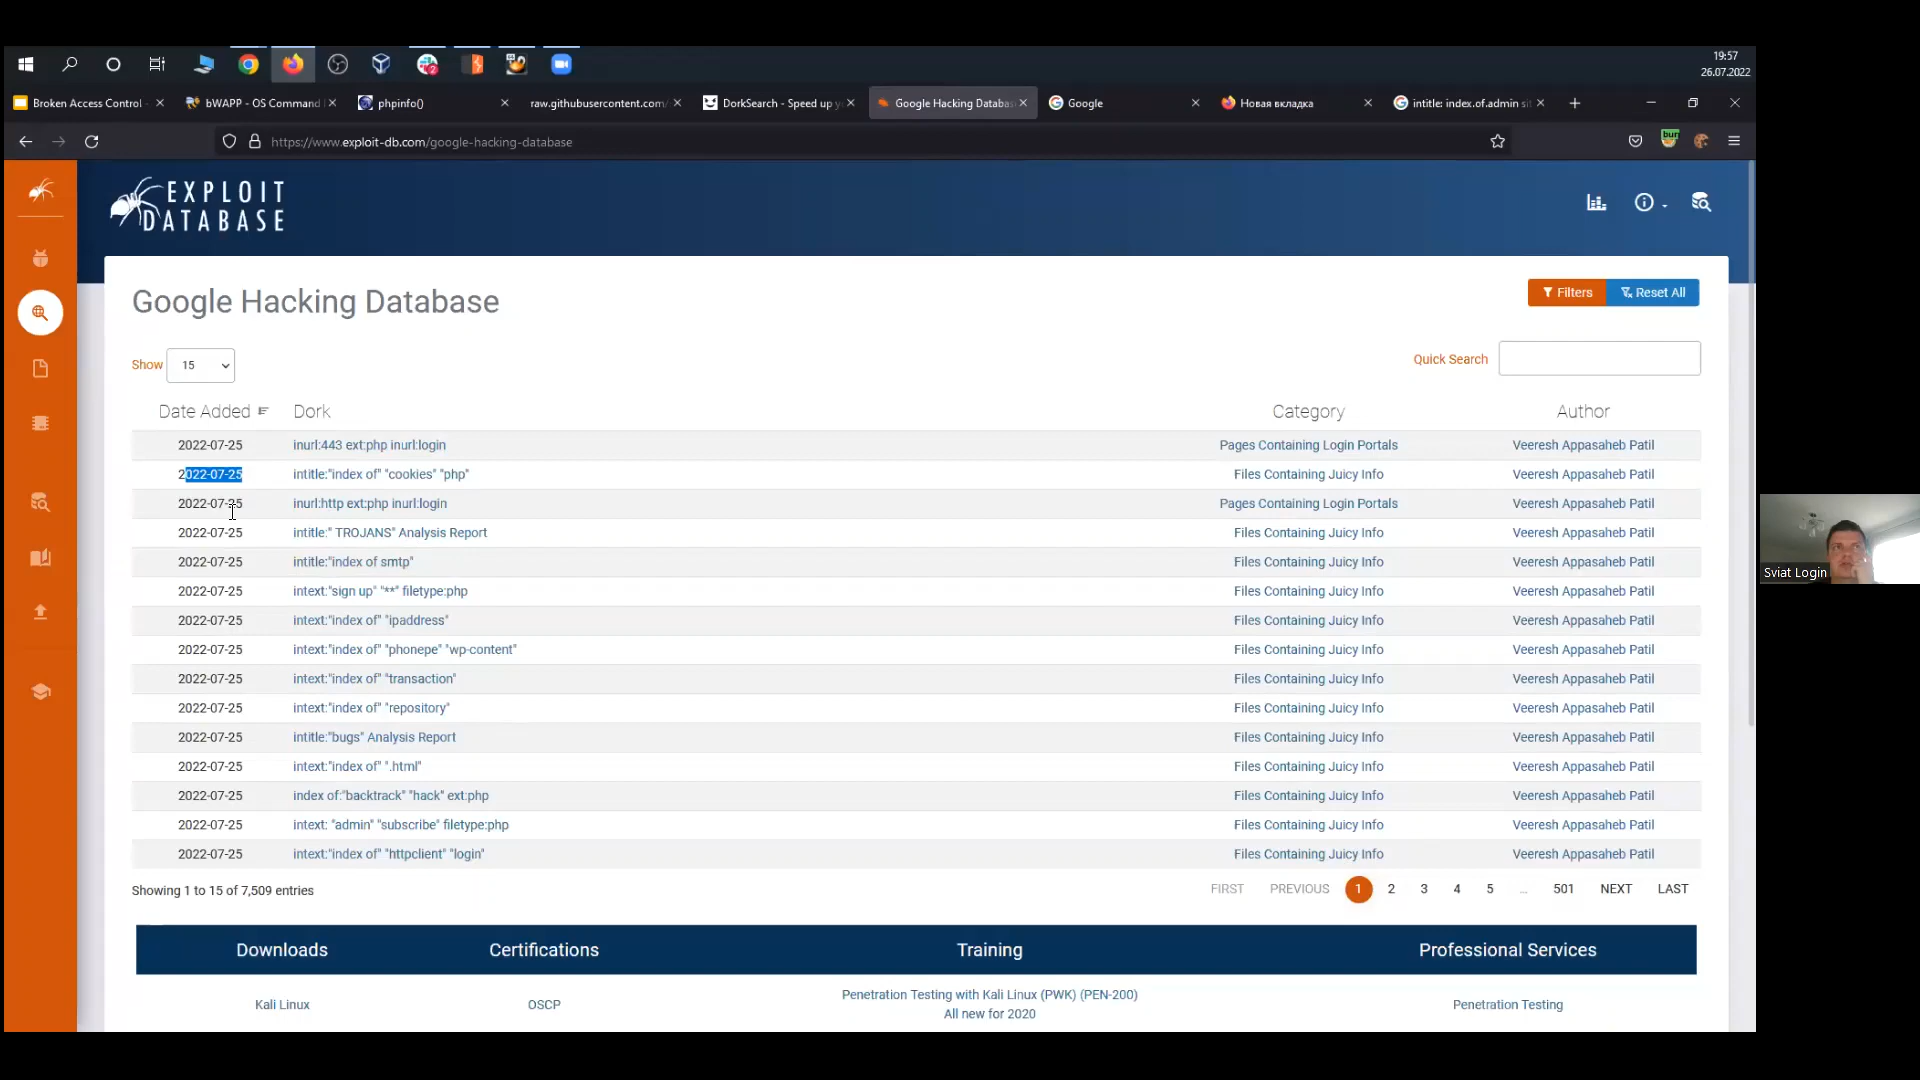 19:57
26.07.2022
Broken Access Control -
bWAPP - OS Command I
phpinfo()
raw.githubusercontent.com/
DorkSearch - Speed up y
Google Hacking Databas
Google
Новая вкладка
intitle: index.of.admin sit
https://www.exploit-db.com/google-hacking-database
EXPLOIT
DATABASE
Google Hacking Database
Filters
Reset All
Show 15
Quick Search
Date Added Dork Category Author
2022-07-25 inurl:443 ext:php inurl:login Pages Containing Login Portals Veeresh Appasaheb Patil
2022-07-25 intitle:"index of" "cookies" "php" Files Containing Juicy Info Veeresh Appasaheb Patil
2022-07-25 inurl:http ext:php inurl:login Pages Containing Login Portals Veeresh Appasaheb Patil
2022-07-25 intitle:" TROJANS" Analysis Report Files Containing Juicy Info Veeresh Appasaheb Patil
2022-07-25 intitle:"index of smtp" Files Containing Juicy Info Veeresh Appasaheb Patil
2022-07-25 intext:"sign up" "**" filetype:php Files Containing Juicy Info Veeresh Appasaheb Patil
2022-07-25 intext:"index of" "ipaddress" Files Containing Juicy Info Veeresh Appasaheb Patil
2022-07-25 intext:"index of" "phonepe" "wp-content" Files Containing Juicy Info Veeresh Appasaheb Patil
2022-07-25 intext:"index of" "transaction" Files Containing Juicy Info Veeresh Appasaheb Patil
2022-07-25 intext:"index of" "repository" Files Containing Juicy Info Veeresh Appasaheb Patil
2022-07-25 intitle:"bugs" Analysis Report Files Containing Juicy Info Veeresh Appasaheb Patil
2022-07-25 intext:"index of" ".html" Files Containing Juicy Info Veeresh Appasaheb Patil
2022-07-25 index of:"backtrack" "hack" ext:php Files Containing Juicy Info Veeresh Appasaheb Patil
2022-07-25 intext: "admin" "subscribe" filetype:php Files Containing Juicy Info Veeresh Appasaheb Patil
2022-07-25 intext:"index of" "httpclient" "login" Files Containing Juicy Info Veeresh Appasaheb Patil
Showing 1 to 15 of 7,509 entries
FIRST PREVIOUS 1 2 3 4 5 … 501 NEXT LAST
Downloads Certifications Training Professional Services
Kali Linux OSCP Penetration Testing with Kali Linux (PWK) (PEN-200) Penetration Testing
All new for 2020
Sviat Login